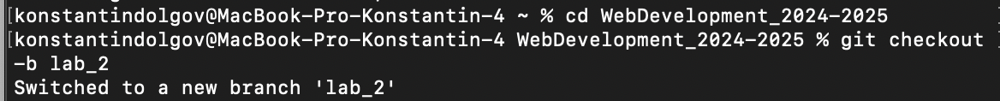 [konstantindolgov@MacBook-Pro-Konstantin-4 ~ % cd WebDevelopment_2024-2025
[konstantindolgov@MacBook-Pro-Konstantin-4 WebDevelopment_2024-2025 % git checkout
-b lab_2
Switched to a new branch 'lab_2'